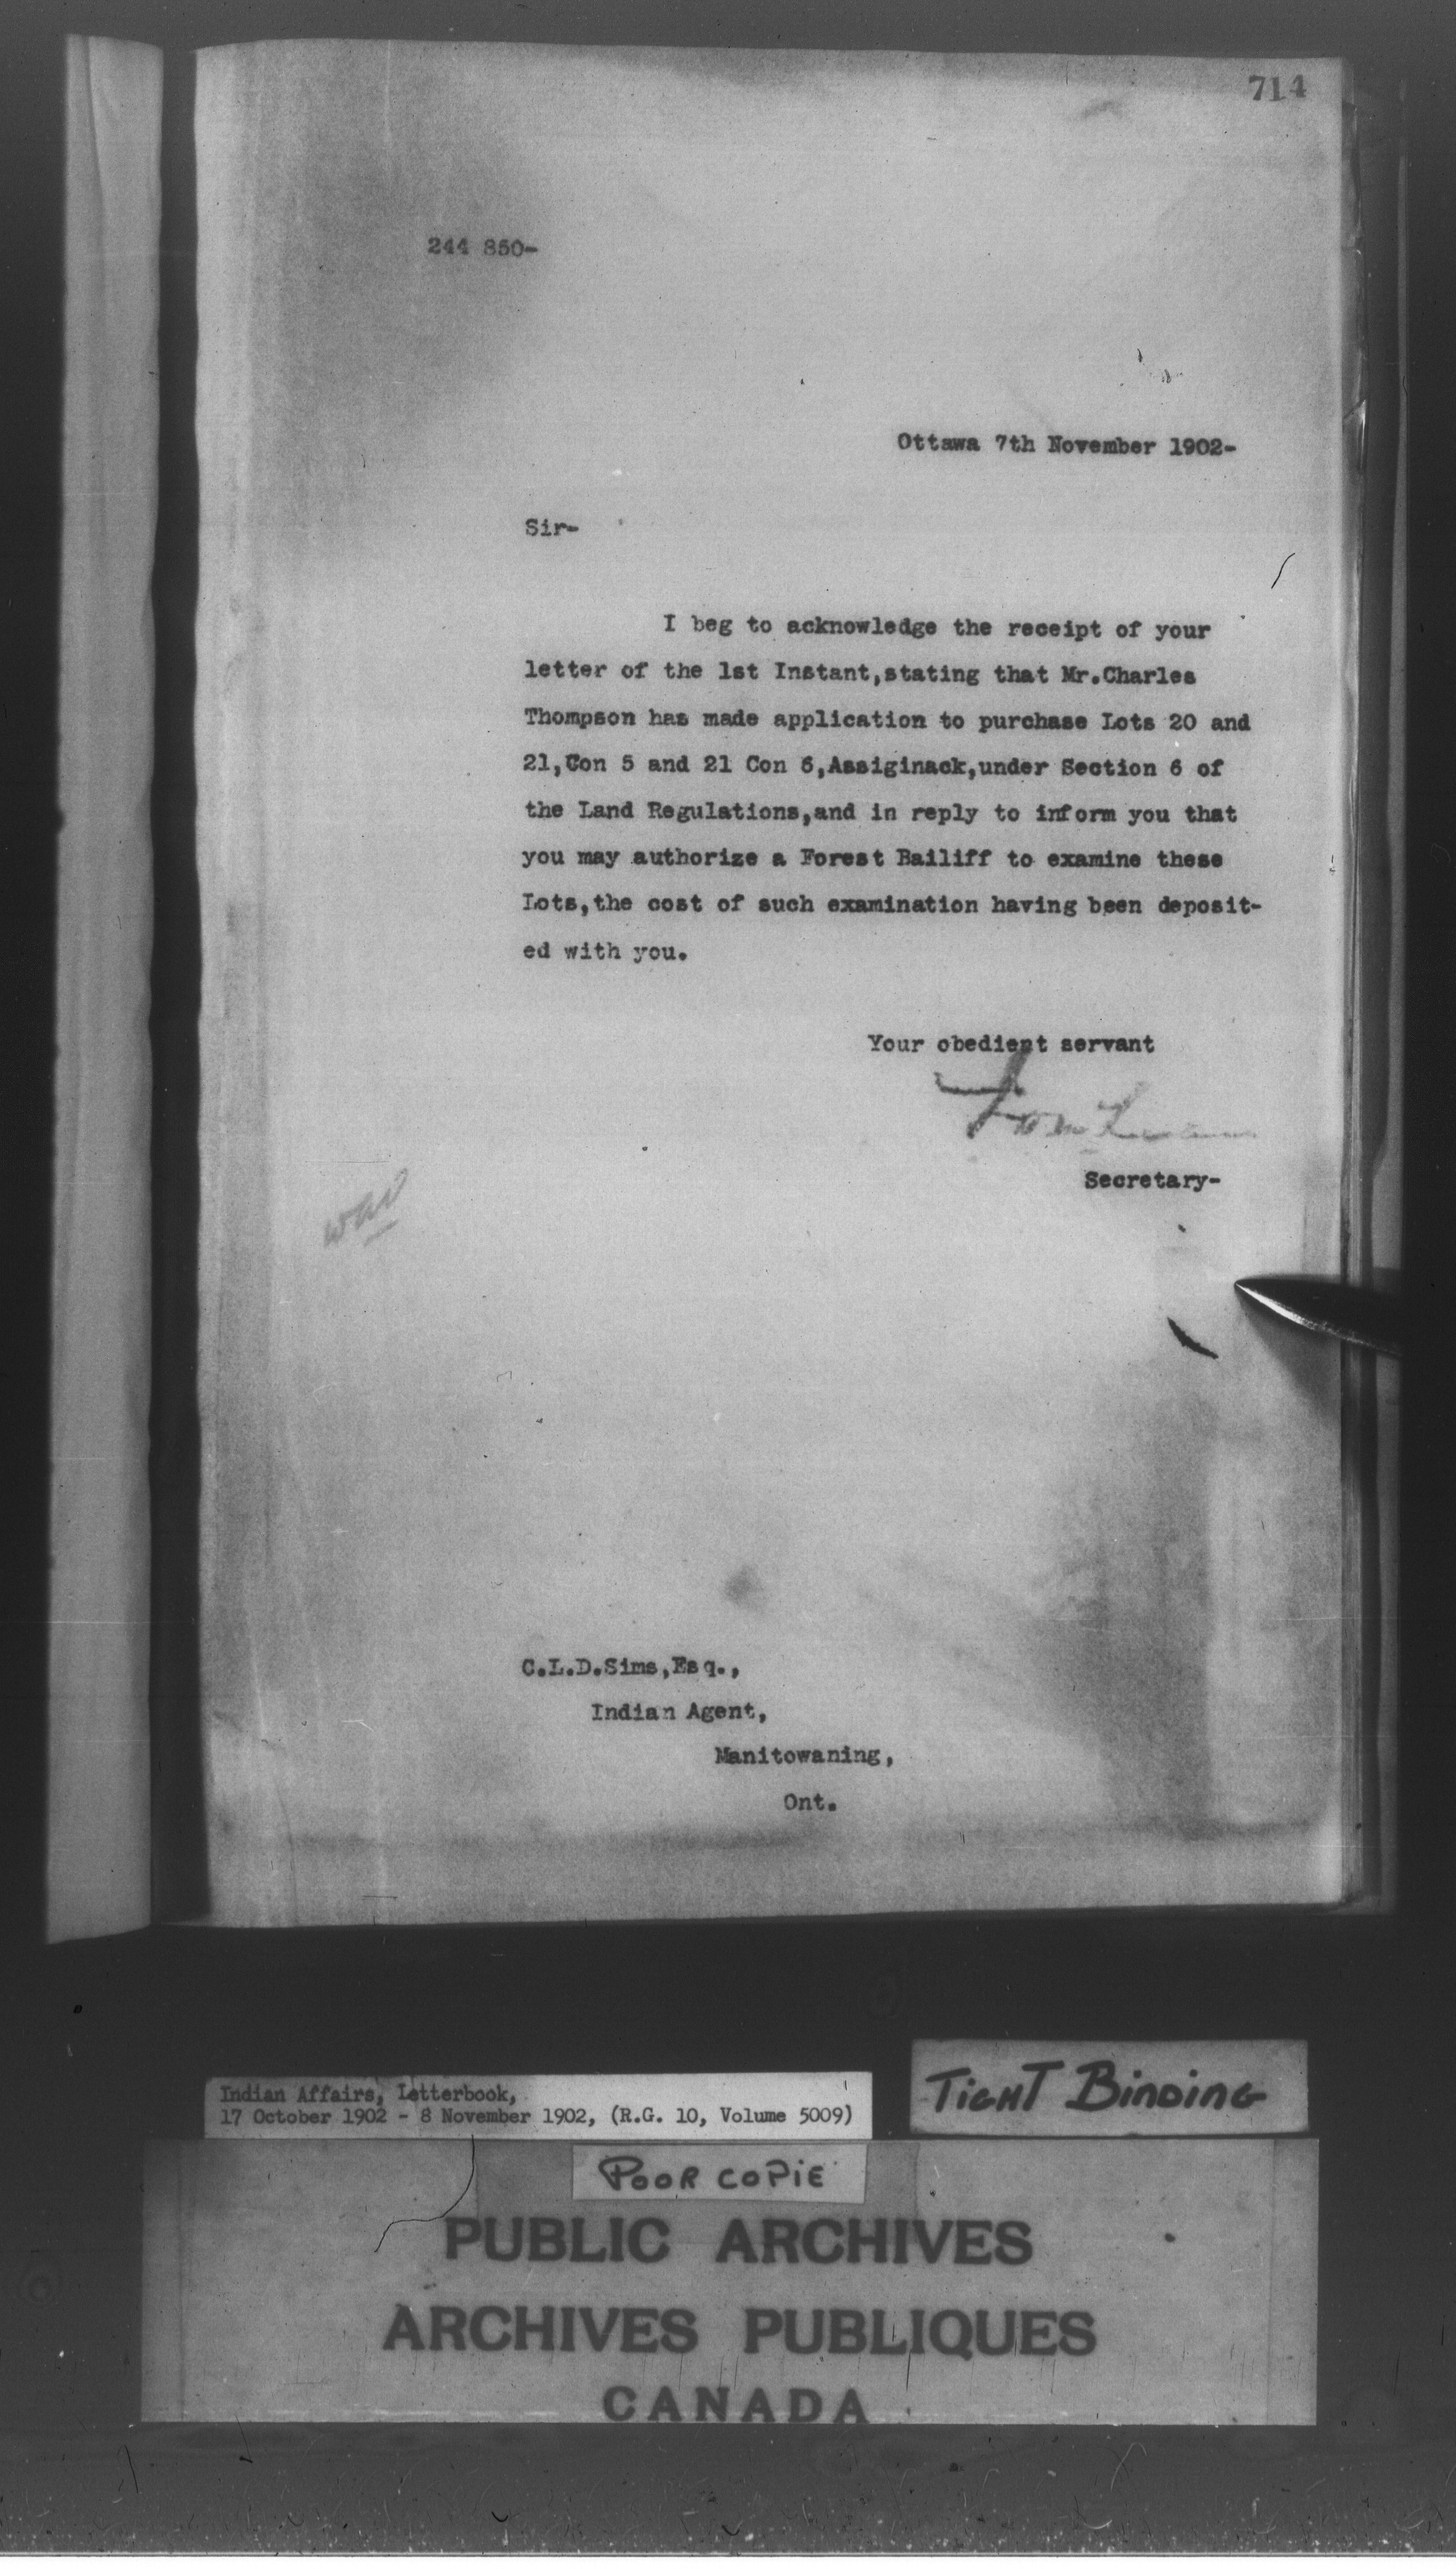 714
244 850-
Ottawa 7th November 1902-
Sir-
I beg to acknowledge the receipt of your
letter of the 1st Instant,stating that Mr.Charles
Thompson has made application to purchase Lots 20 and
21,Con 5 and 21 Con 6,Assiginack,under Section 6 of
the Land Regulations,and in reply to inform you that
you may authorize a Forest Bailiff to examine these
Lots,the cost of such examination having been deposit-
ed with you.
Your obedient servant
Secretary-
C.L.D.Sims,Esq.,
Indian Agent,
Manitowaning,
Ont.
Indian Affairs, Letterbook,
17 October 1902 - 8 November 1902, (R.G. 10, Volume 5009)
TIGHT BINDING
POOR COPIE
PUBLIC ARCHIVES
ARCHIVES PUBLIQUES
CANADA